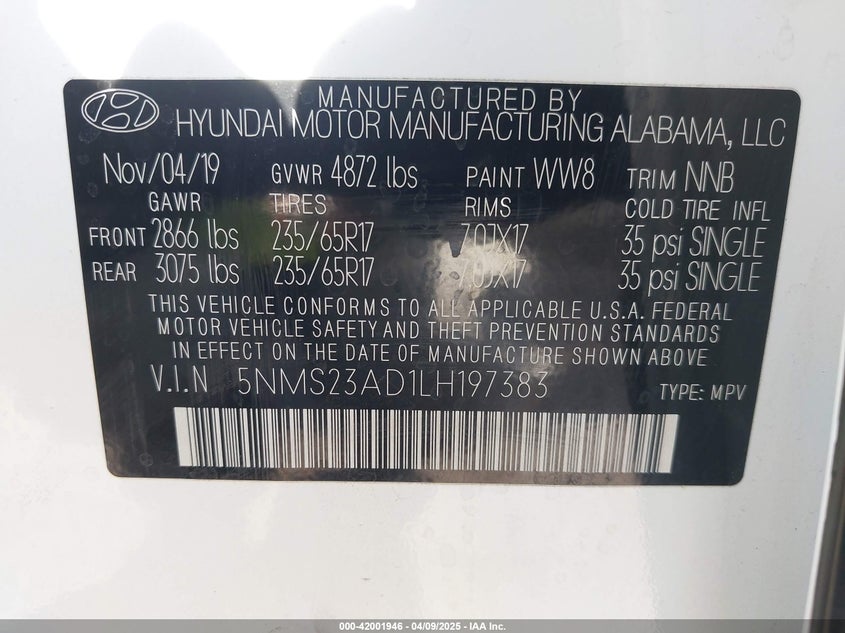 MANUFACTURED BY
HYUNDAI MOTOR MANUFACTURING ALABAMA, LLC
Nov/04/19 GVWR 4872 lbs PAINT WW8 TRIM NNB
GAWR TIRES RIMS COLD TIRE INFL
FRONT 2866 lbs 235/65R17 7.0JX17 35 psi SINGLE
REAR 3075 lbs 235/65R17 7.0JX17 35 psi SINGLE
THIS VEHICLE CONFORMS TO ALL APPLICABLE U.S.A. FEDERAL
MOTOR VEHICLE SAFETY AND THEFT PREVENTION STANDARDS
IN EFFECT ON THE DATE OF MANUFACTURE SHOWN ABOVE
V.I.N 5NMS23AD1LH197383 TYPE: MPV
000-42001946 - 04/09/2025 - IAA Inc.